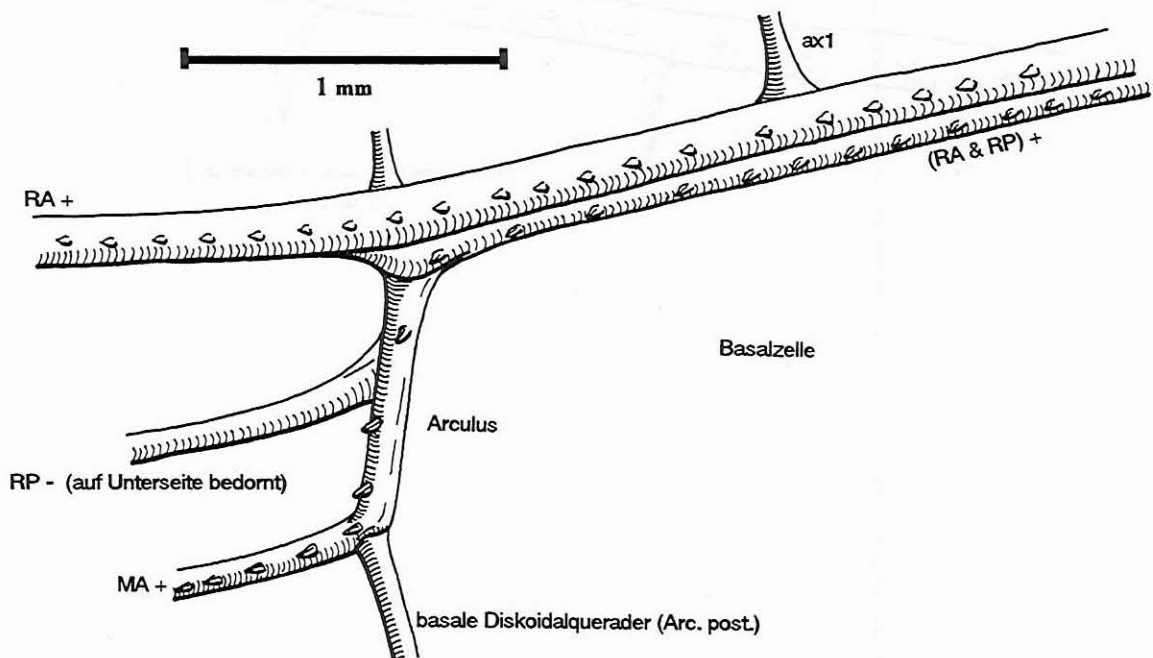 ax1
1 mm
(RA & RP) +
RA +
Basalzelle
Arculus
RP - (auf Unterseite bedornt)
MA +
basale Diskoidalquerader (Arc. post.)